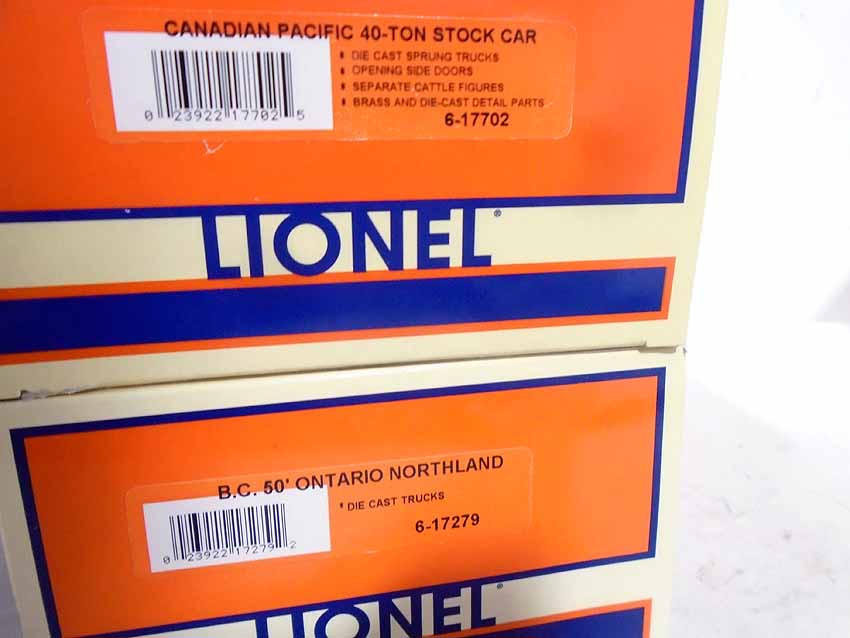 CANADIAN PACIFIC 40-TON STOCK CAR
DIE CAST SPRUNG TRUCKS
OPENING SIDE DOORS
SEPARATE CATTLE FIGURES
BRASS AND DIE-CAST DETAIL PARTS
0 23922 17702 5
6-17702
LIONEL®
B.C. 50' ONTARIO NORTHLAND
DIE CAST TRUCKS
6-17279
0 23922 17279 2
LIONEL®